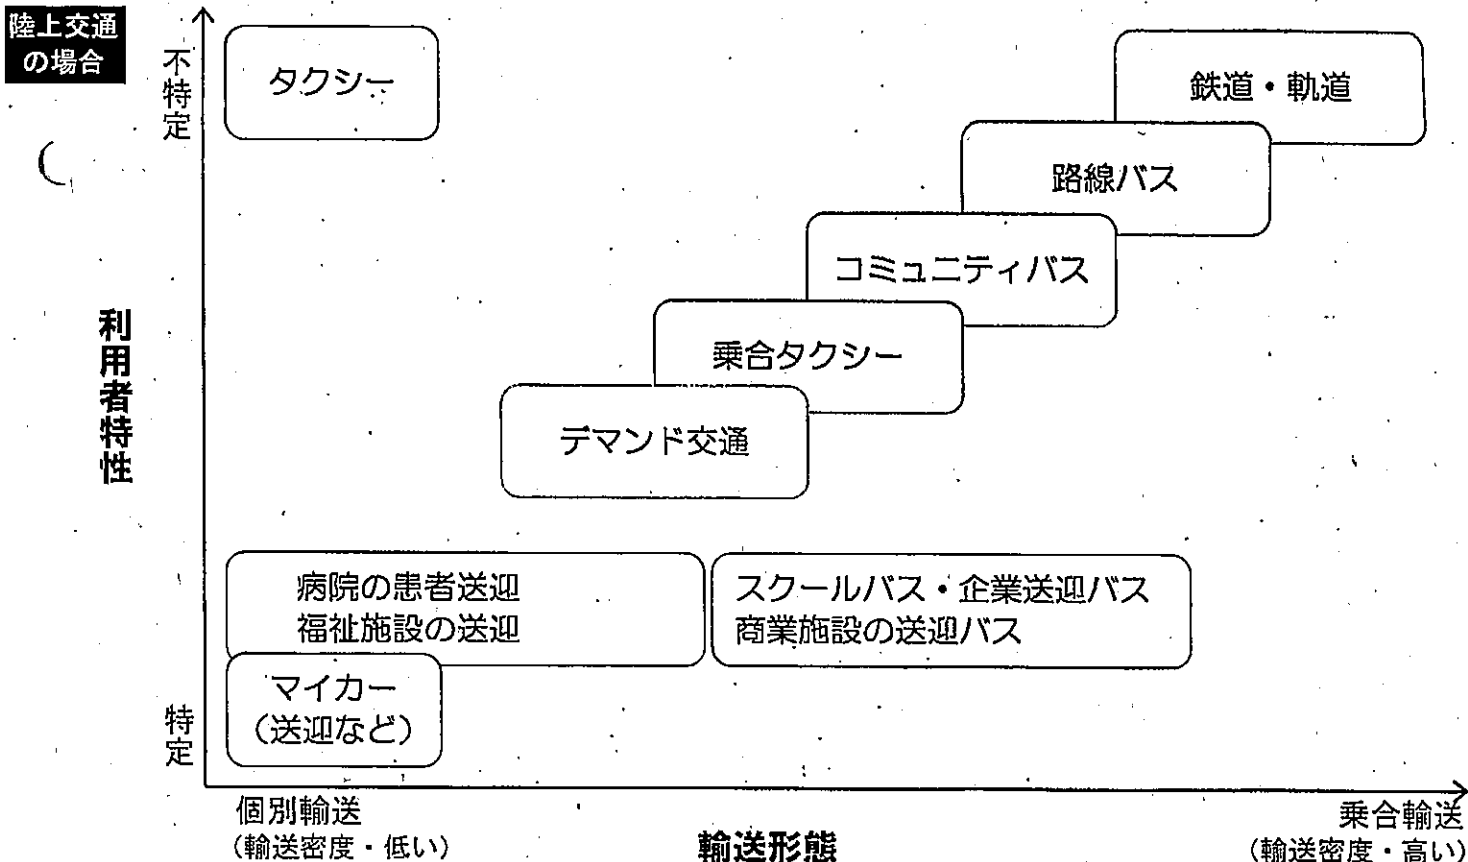 陸上交通
の場合
不特定
タクシー
鉄道・軌道
路線バス
コミュニティバス
乗合タクシー
デマンド交通
利用者特性
病院の患者送迎
福祉施設の送迎
スクールバス・企業送迎バス
商業施設の送迎バス
マイカー
（送迎など）
特定
個別輸送
（輸送密度・低い）
輸送形態
乗合輸送
（輸送密度・高い）